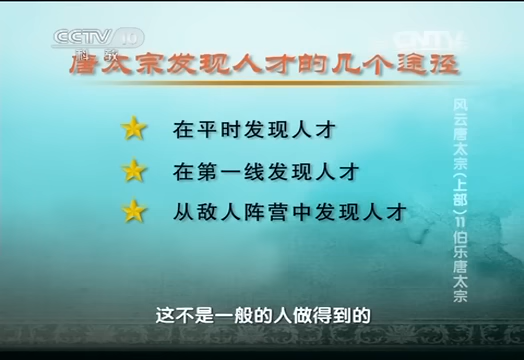 CCTV 10
科教
CNTV
唐太宗发现人才的几个途径
在平时发现人才
在第一线发现人才
从敌人阵营中发现人才
风云唐太宗(上部)11伯乐唐太宗
这不是一般的人做得到的